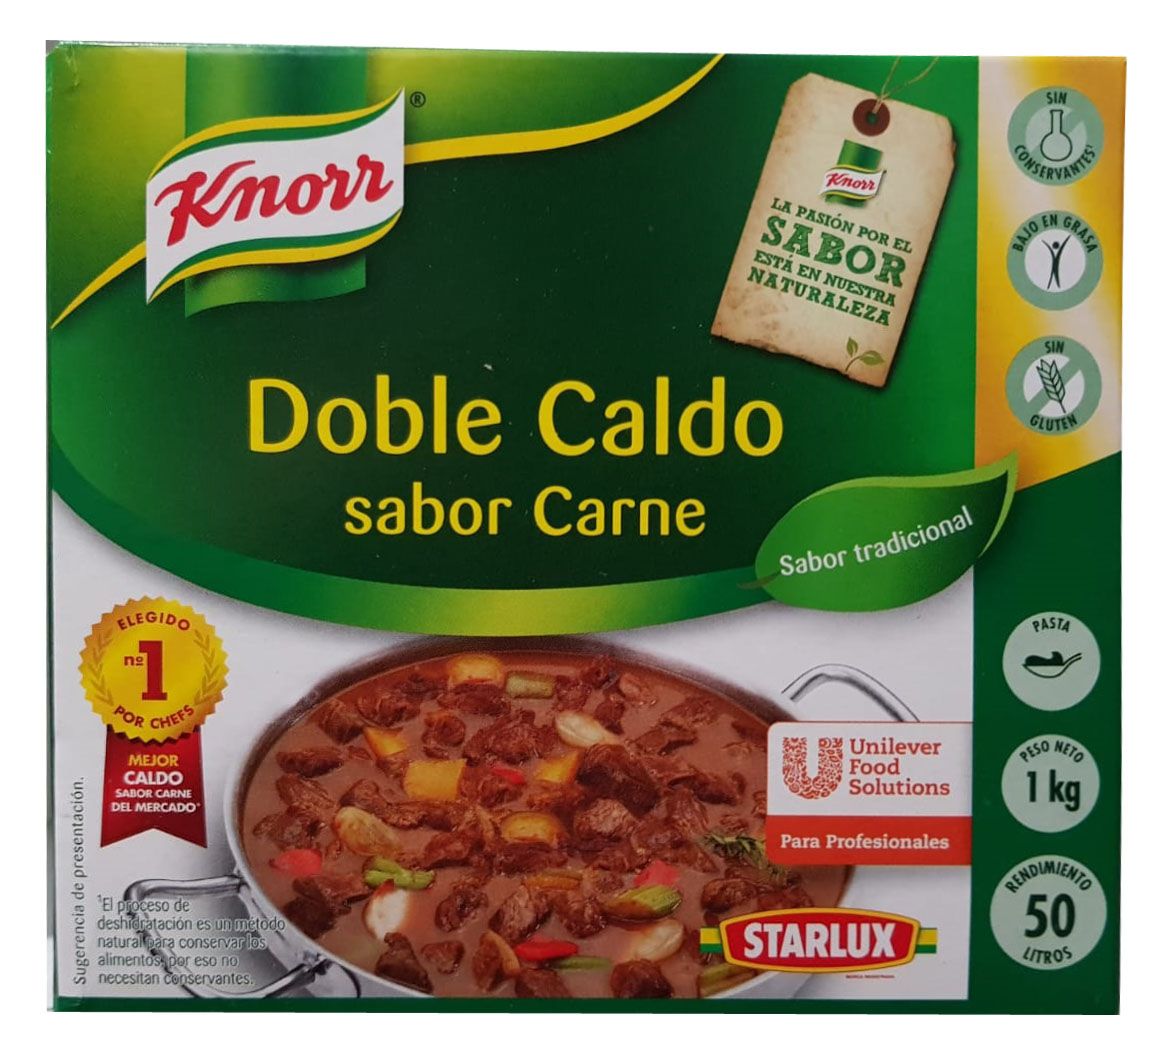 Knorr®
Knorr
LA PASIÓN POR EL
SABOR
ESTÁ EN NUESTRA
NATURALEZA
SIN
CONSERVANTES¹
BAJO EN GRASA
SIN
GLUTEN
Doble Caldo
sabor Carne
Sabor tradicional
ELEGIDO
nº
1
POR CHEFS
MEJOR
CALDO
SABOR CARNE
DEL MERCADO*
PASTA
PESO NETO
1 kg
RENDIMIENTO
50
LITROS
Unilever
Food
Solutions
Para Profesionales
STARLUX
Sugerencia de presentación.
¹El proceso de
deshidratación es un método
natural para conservar los
alimentos, por eso no
necesitan conservantes.